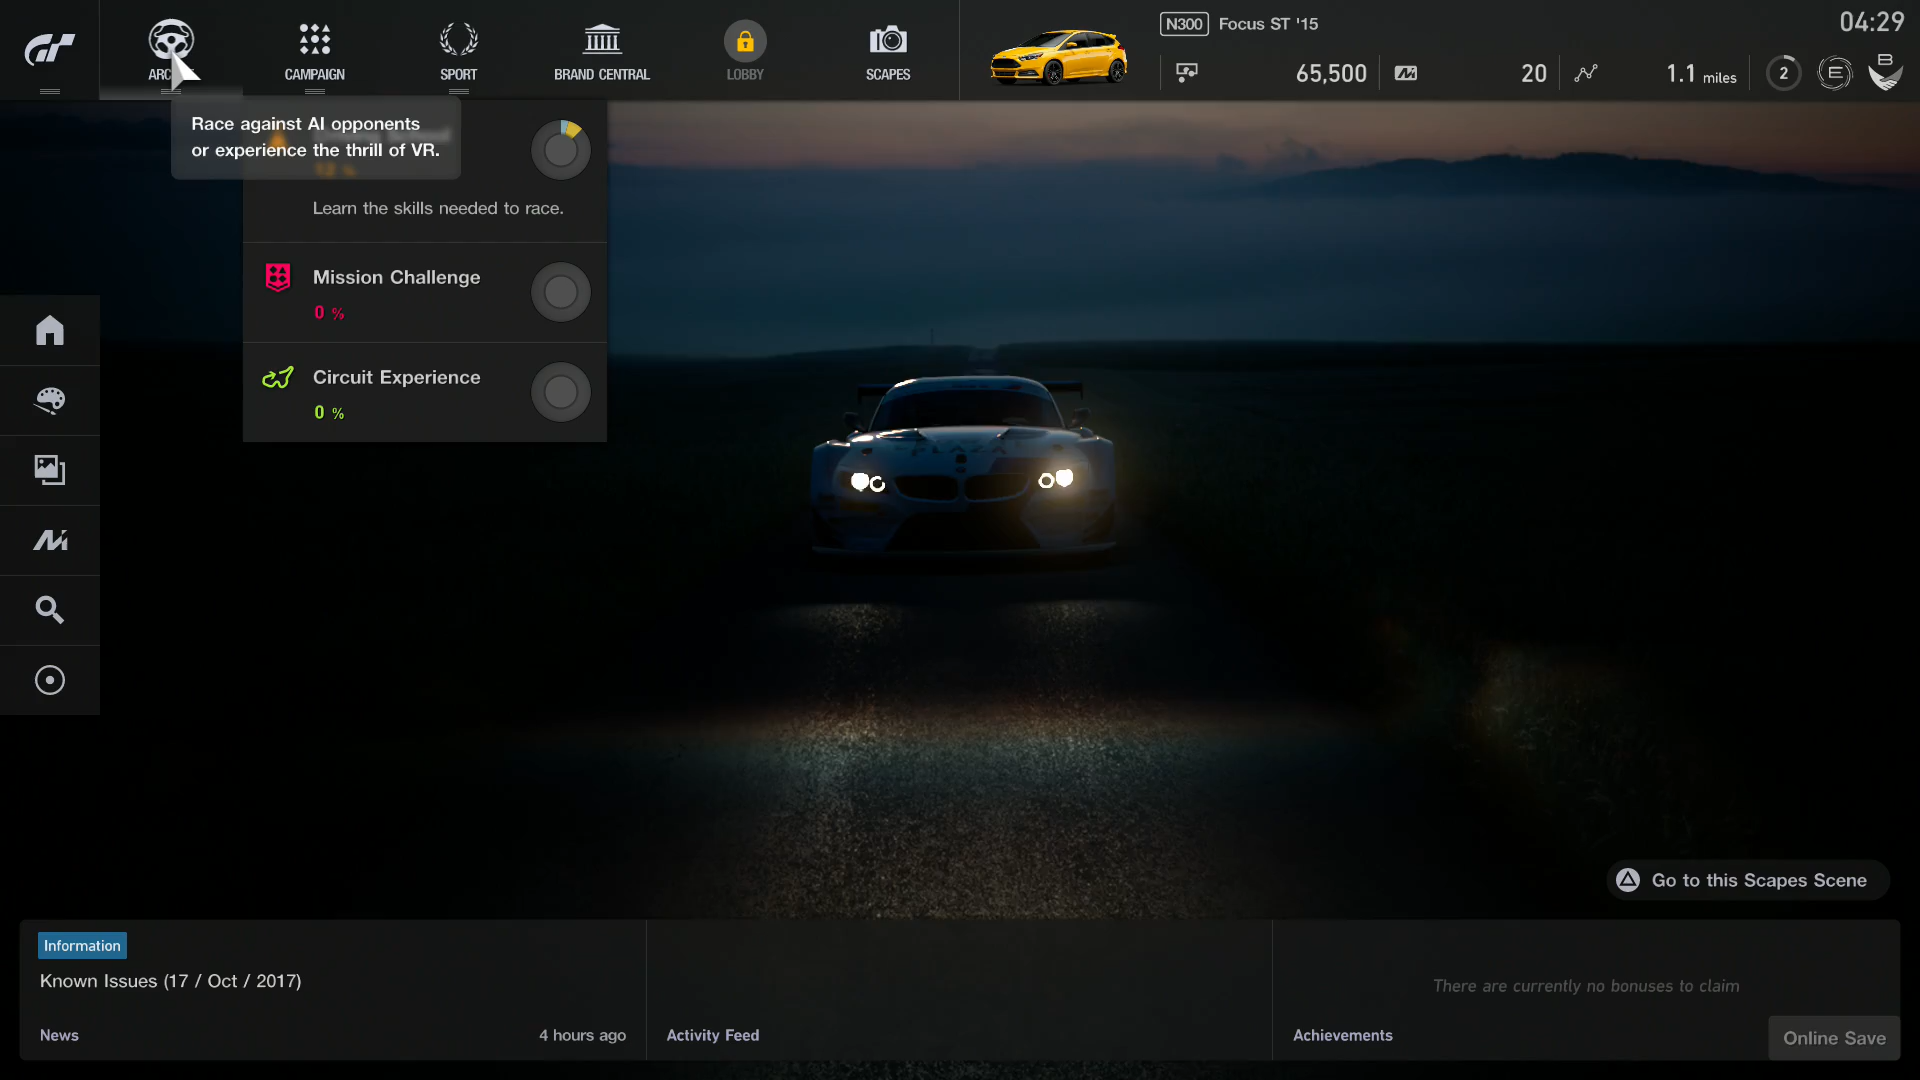 ARC
CAMPAIGN
SPORT
BRAND CENTRAL
LOBBY
SCAPES
N300 Focus ST '15
65,500
20
1.1 miles
2
E
B
04:29
Race against AI opponents
or experience the thrill of VR.
Learn the skills needed to race.
Mission Challenge
0 %
Circuit Experience
0 %
Go to this Scapes Scene
Information
Known Issues (17 / Oct / 2017)
News
4 hours ago
Activity Feed
There are currently no bonuses to claim
Achievements
Online Save